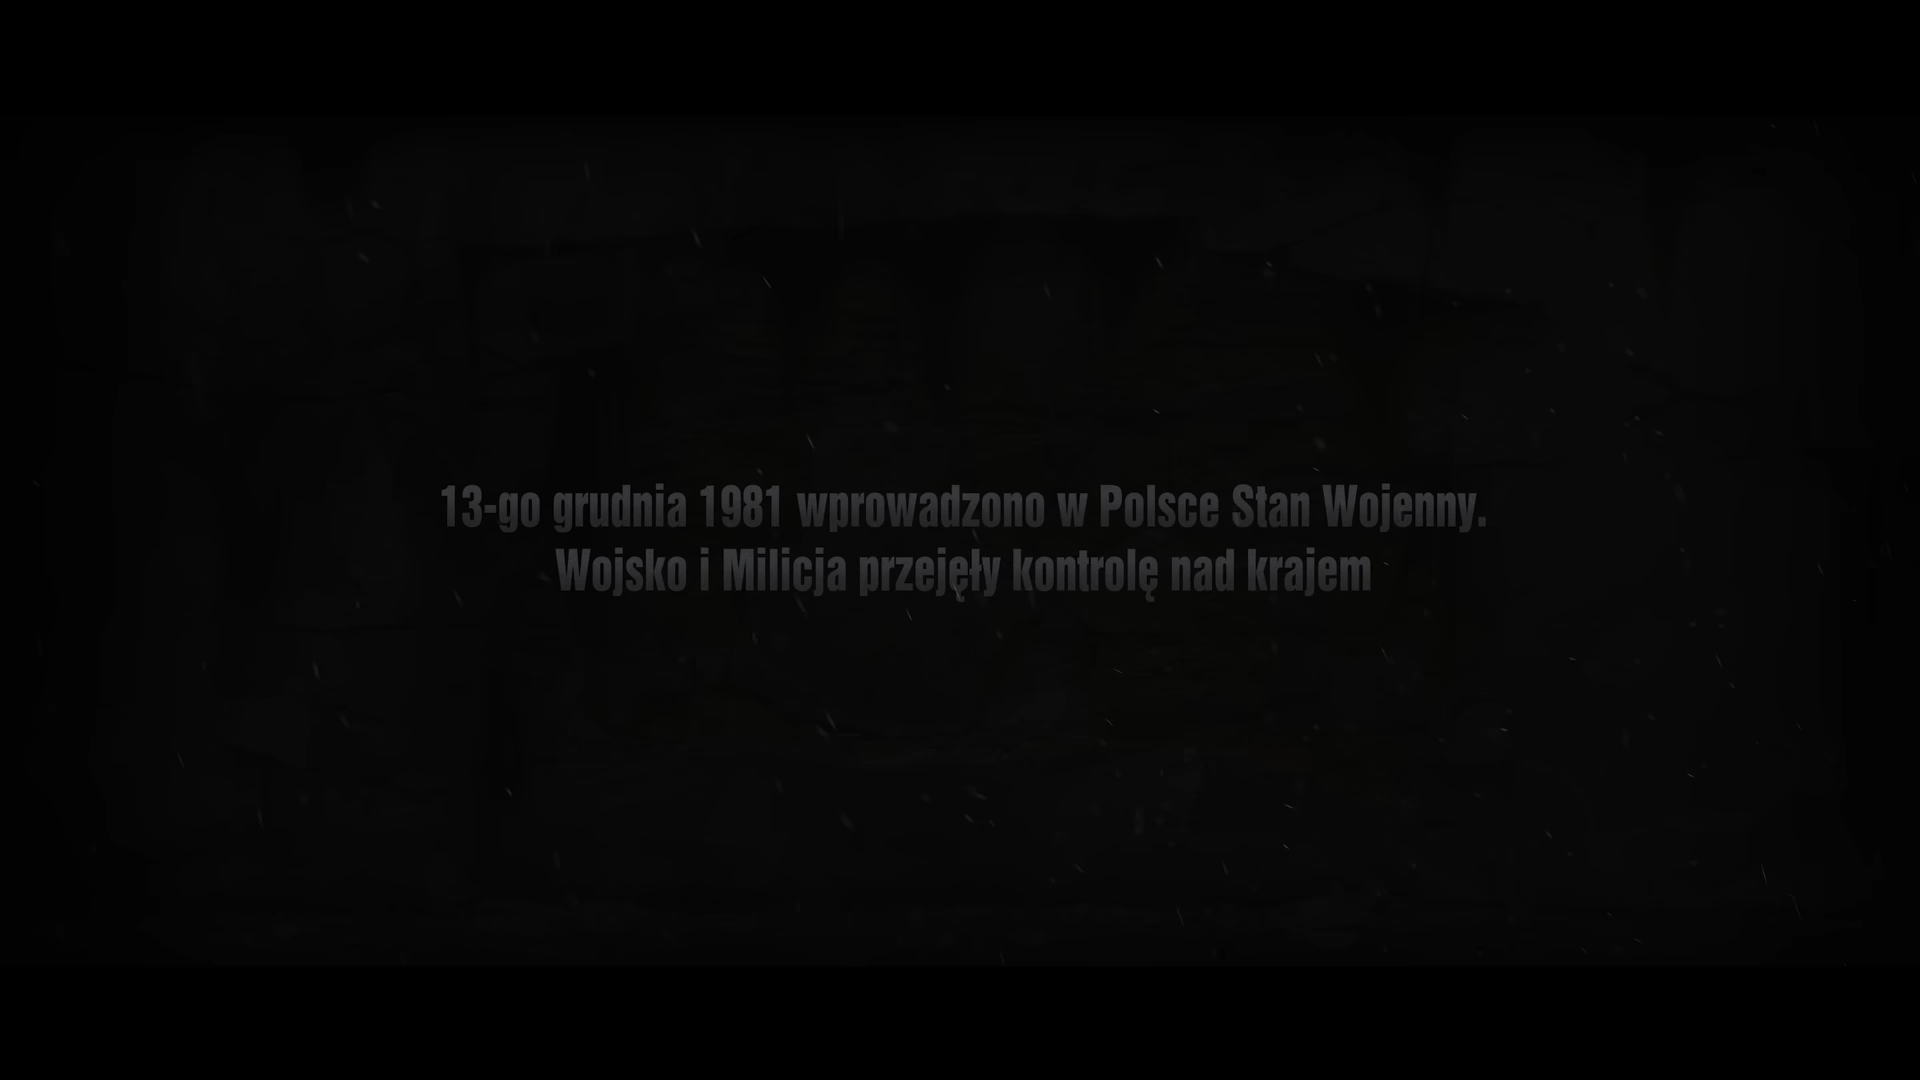 13-go grudnia 1981 wprowadzono w Polsce Stan Wojenny.
Wojsko i Milicja przejęły kontrolę nad krajem